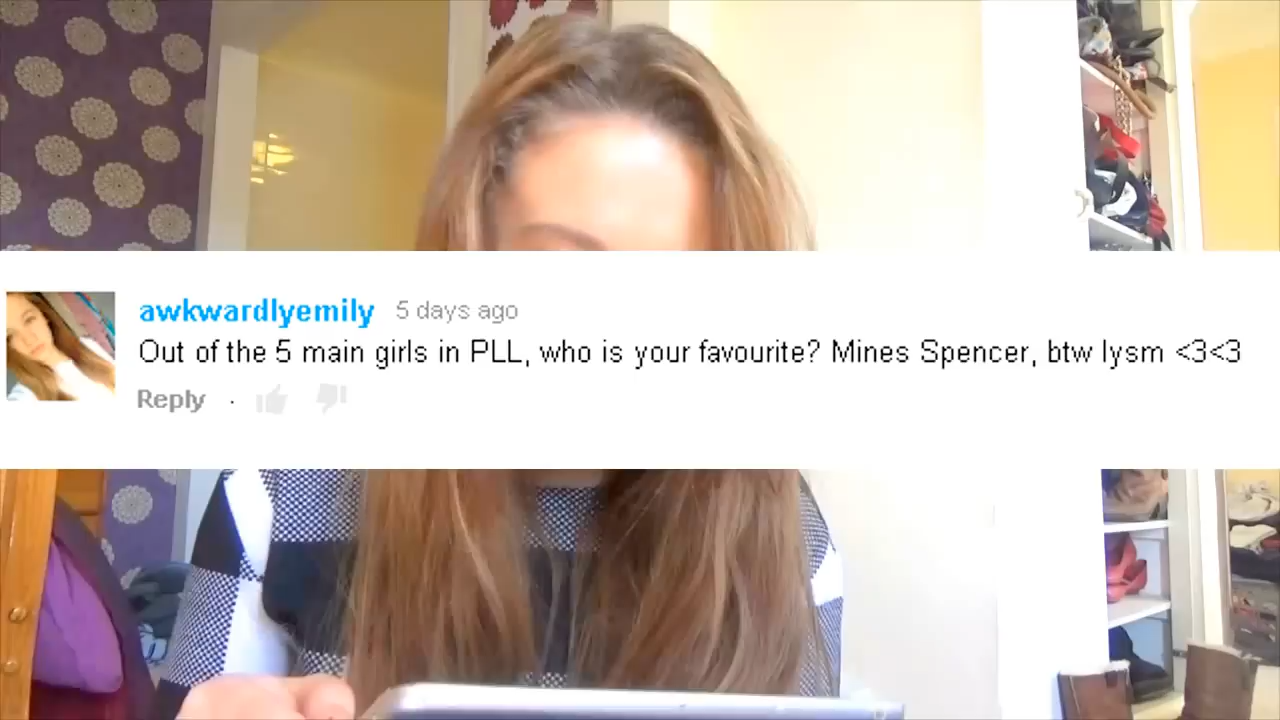 awkwardlyemily 5 days ago
Out of the 5 main girls in PLL, who is your favourite? Mines Spencer, btw lysm <3<3
Reply ·